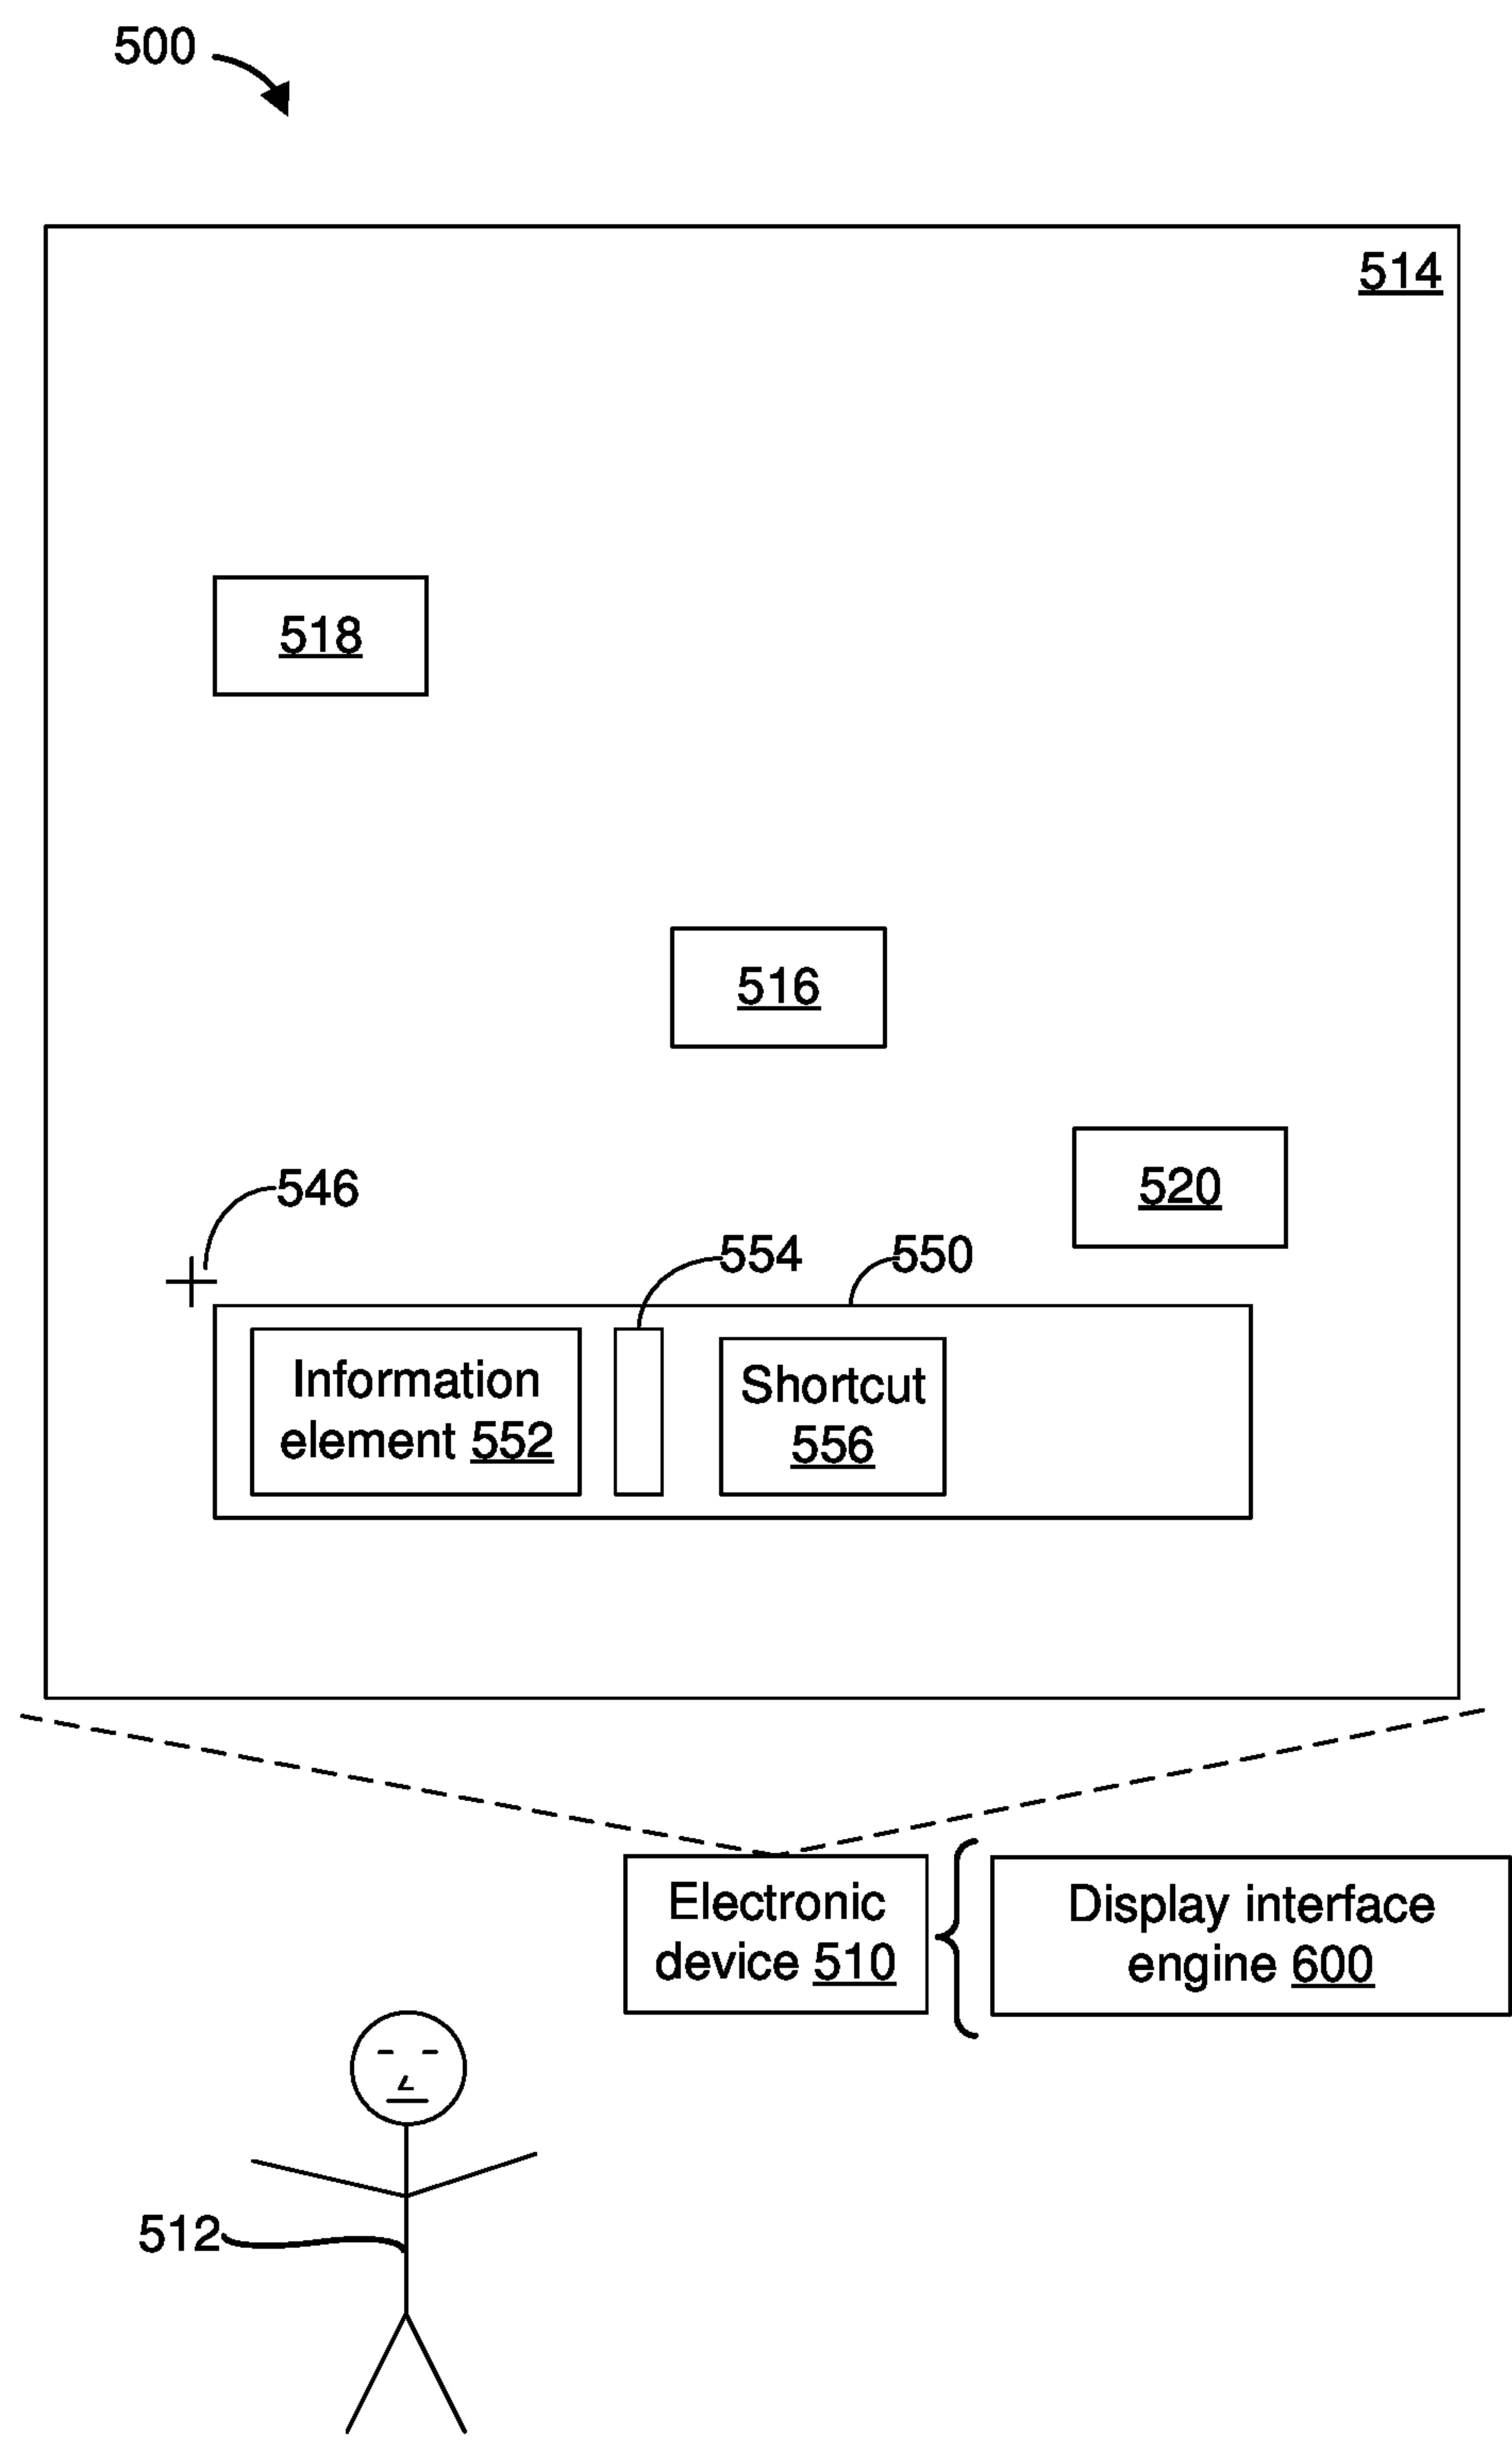 500
514
518
516
520
546
554
550
Information
element 552
Shortcut
556
Electronic
device 510
Display interface
engine 600
512